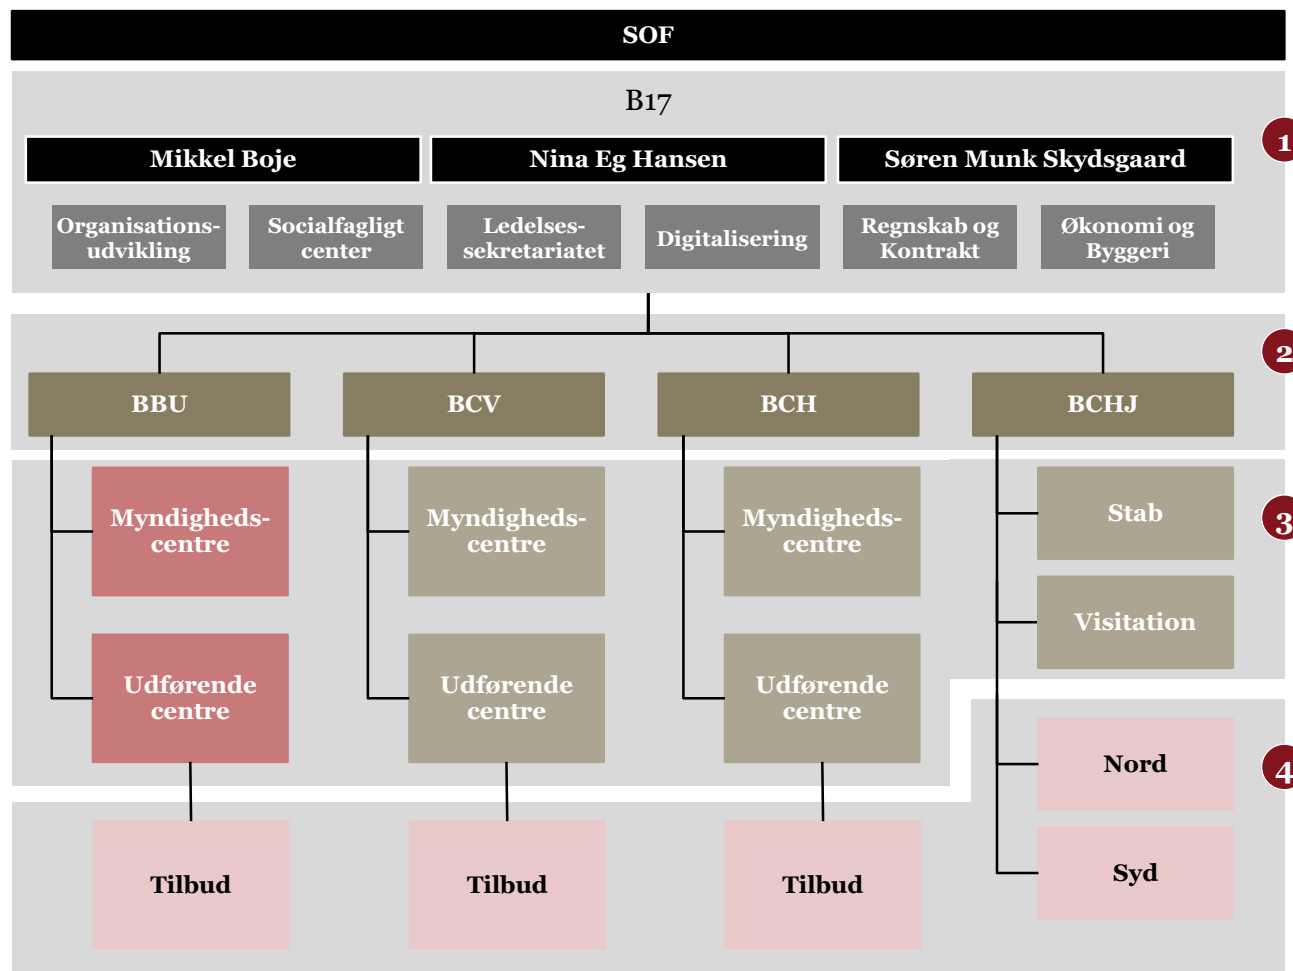 SOF
B17
1
Mikkel Boje
Nina Eg Hansen
Søren Munk Skydsgaard
Organisations-
udvikling
Socialfagligt
center
Ledelses-
sekretariatet
Digitalisering
Regnskab og
Kontrakt
Økonomi og
Byggeri
2
BBU
BCV
BCH
BCHJ
Myndigheds-
centre
Myndigheds-
centre
Myndigheds-
centre
Stab
3
Visitation
Udførende
centre
Udførende
centre
Udførende
centre
Nord
4
Syd
Tilbud
Tilbud
Tilbud